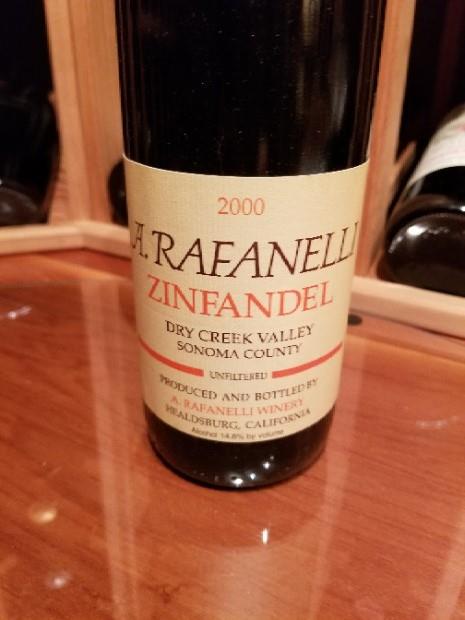 2000
A. RAFANELLI
ZINFANDEL
DRY CREEK VALLEY
SONOMA COUNTY
UNFILTERED
PRODUCED AND BOTTLED BY
A. RAFANELLI WINERY
HEALDSBURG, CALIFORNIA
Alcohol 14.8% by volume